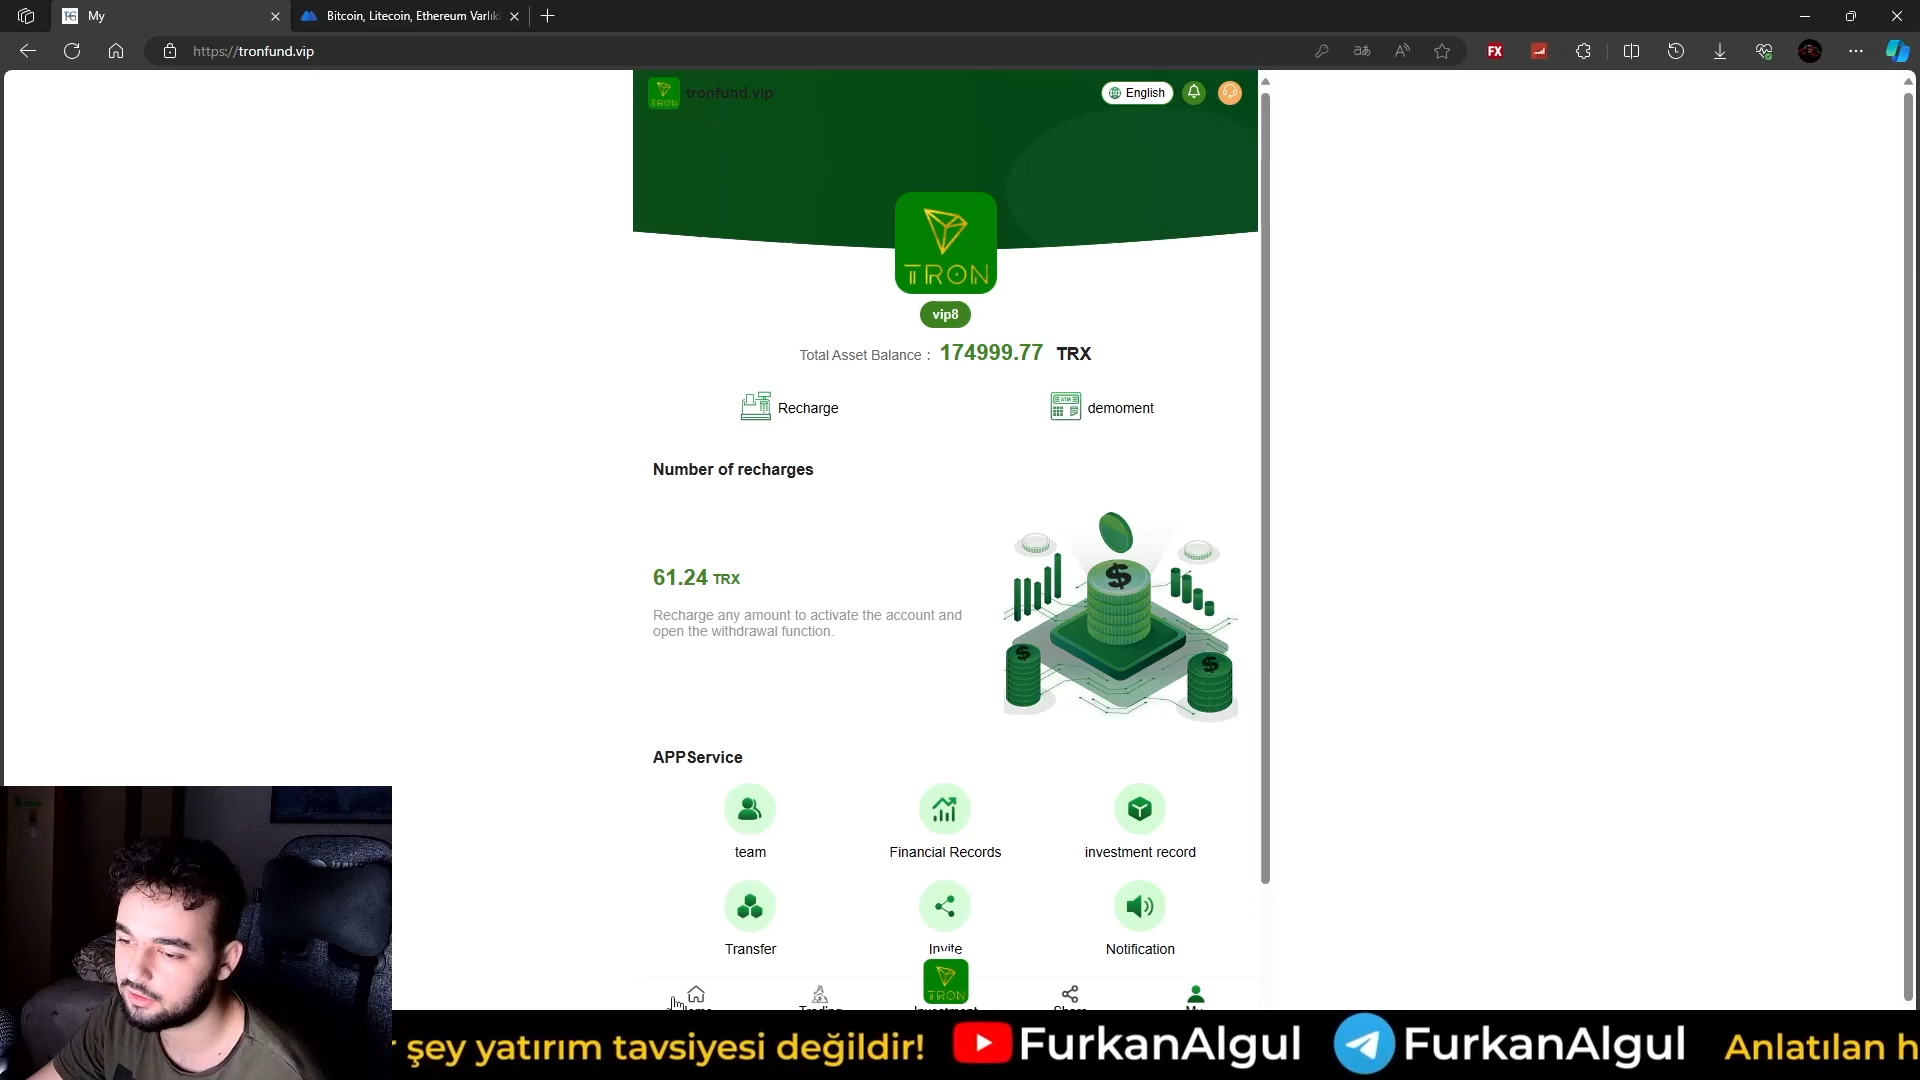 My
Bitcoin, Litecoin, Ethereum Varlık
https://tronfund.vip
FX
TRON
tronfund.vip
English
TRON
vip8
Total Asset Balance : 174999.77 TRX
Recharge
demoment
Number of recharges
61.24 TRX
Recharge any amount to activate the account and
open the withdrawal function.
APPService
team
Financial Records
investment record
Transfer
Invite
Notification
TRON
şey yatırım tavsiyesi değildir! FurkanAlgul FurkanAlgul Anlatılan h